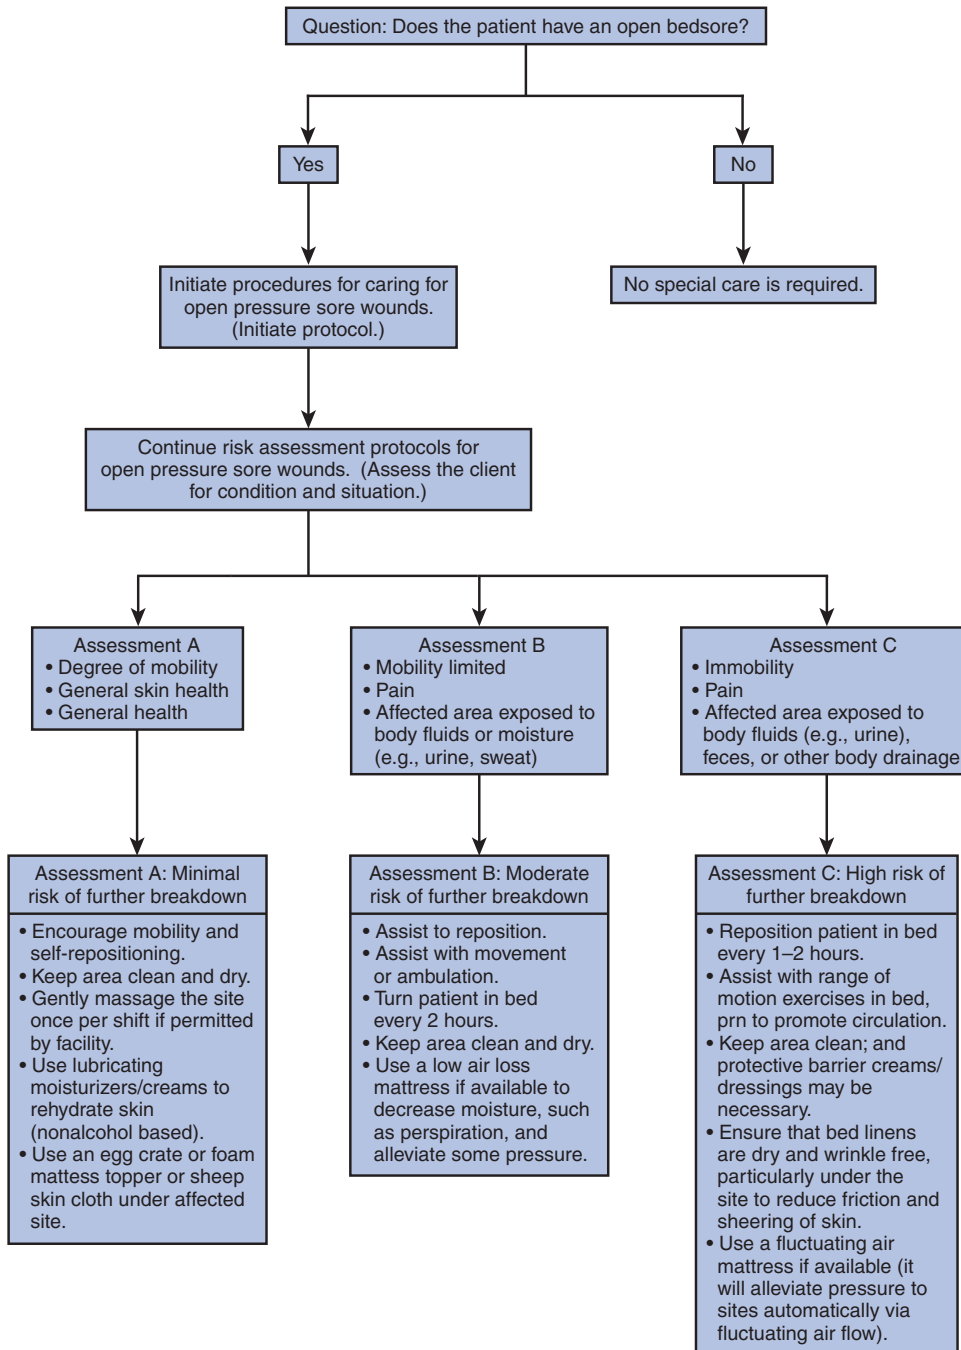 Question: Does the patient have an open bedsore?
Yes
No
Initiate procedures for caring for
open pressure sore wounds.
(Initiate protocol.)
No special care is required.
Continue risk assessment protocols for
open pressure sore wounds. (Assess the client
for condition and situation.)
Assessment A
• Degree of mobility
• General skin health
• General health
Assessment B
• Mobility limited
• Pain
• Affected area exposed to
body fluids or moisture
(e.g., urine, sweat)
Assessment C
• Immobility
• Pain
• Affected area exposed to
body fluids (e.g., urine),
feces, or other body drainage
Assessment A: Minimal
risk of further breakdown
• Encourage mobility and
self-repositioning.
• Keep area clean and dry.
• Gently massage the site
once per shift if permitted
by facility.
• Use lubricating
moisturizers/creams to
rehydrate skin
(nonalcohol based).
• Use an egg crate or foam
mattess topper or sheep
skin cloth under affected
site.
Assessment B: Moderate
risk of further breakdown
• Assist to reposition.
• Assist with movement
or ambulation.
• Turn patient in bed
every 2 hours.
• Keep area clean and dry.
• Use a low air loss
mattress if available to
decrease moisture, such
as perspiration, and
alleviate some pressure.
Assessment C: High risk of
further breakdown
• Reposition patient in bed
every 1–2 hours.
• Assist with range of
motion exercises in bed,
prn to promote circulation.
• Keep area clean; and
protective barrier creams/
dressings may be
necessary.
• Ensure that bed linens
are dry and wrinkle free,
particularly under the
site to reduce friction and
sheering of skin.
• Use a fluctuating air
mattress if available (it
will alleviate pressure to
sites automatically via
fluctuating air flow).